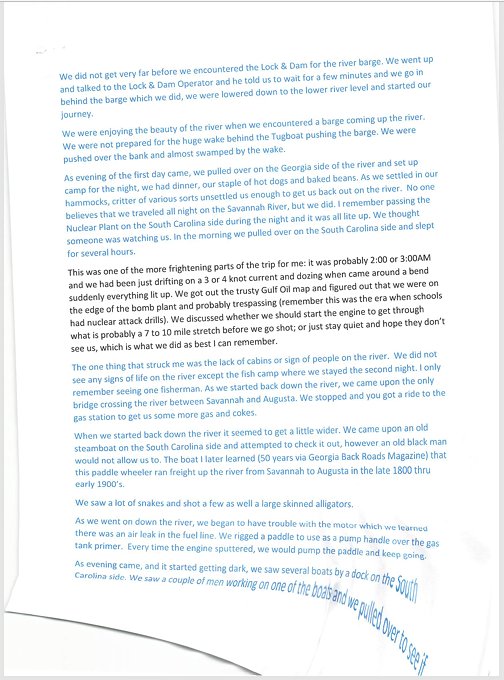 We did not get very far before we encountered the Lock & Dam for the river barge. We went up
and talked to the Lock & Dam Operator and he told us to wait for a few minutes and we go in
behind the barge which we did, we were lowered down to the lower river level and started our
journey.
We were enjoying the beauty of the river when we encountered a barge coming up the river.
We were not prepared for the huge wake behind the Tugboat pushing the barge. We were
pushed over the bank and almost swamped by the wake.
As evening of the first day came, we pulled over on the Georgia side of the river and set up
camp for the night, we had dinner, our staple of hot dogs and baked beans. As we settled in our
hammocks, critter of various sorts unsettled us enough to get us back out on the river. No one
believes that we traveled all night on the Savannah River, but we did. I remember passing the
Nuclear Plant on the South Carolina side during the night and it was all lite up. We thought
someone was watching us. In the morning we pulled over on the South Carolina side and slept
for several hours.
This was one of the more frightening parts of the trip for me: it was probably 2:00 or 3:00AM
and we had been just drifting on a 3 or 4 knot current and dozing when came around a bend
suddenly everything lit up. We got out the trusty Gulf Oil map and figured out that we were on
the edge of the bomb plant and probably trespassing (remember this was the era when schools
had nuclear attack drills). We discussed whether we should start the engine to get through
what is probably a 7 to 10 mile stretch before we go shot; or just stay quiet and hope they don't
see us, which is what we did as best I can remember.
The one thing that struck me was the lack of cabins or sign of people on the river. We did not
see any signs of life on the river except the fish camp where we stayed the second night. I only
remember seeing one fisherman. As we started back down the river, we came upon the only
bridge crossing the river between Savannah and Augusta. We stopped and you got a ride to the
gas station to get us some more gas and cokes.
When we started back down the river it seemed to get a little wider. We came upon an old
steamboat on the South Carolina side and attempted to check it out, however an old black man
would not allow us to. The boat I later learned (50 years via Georgia Back Roads Magazine) that
this paddle wheeler ran freight up the river from Savannah to Augusta in the late 1800 thru
early 1900's.
We saw a lot of snakes and shot a few as well a large skinned alligators.
As we went on down the river, we began to have trouble with the motor which we learned
there was an air leak in the fuel line. We rigged a paddle to use as a pump handle over the gas
tank primer. Every time the engine sputtered, we would pump the paddle and keep going.
As evening came, and it started getting dark, we saw several boats by a dock on the South
Carolina side. We saw a couple of men working on one of the boats and we pulled over to see if